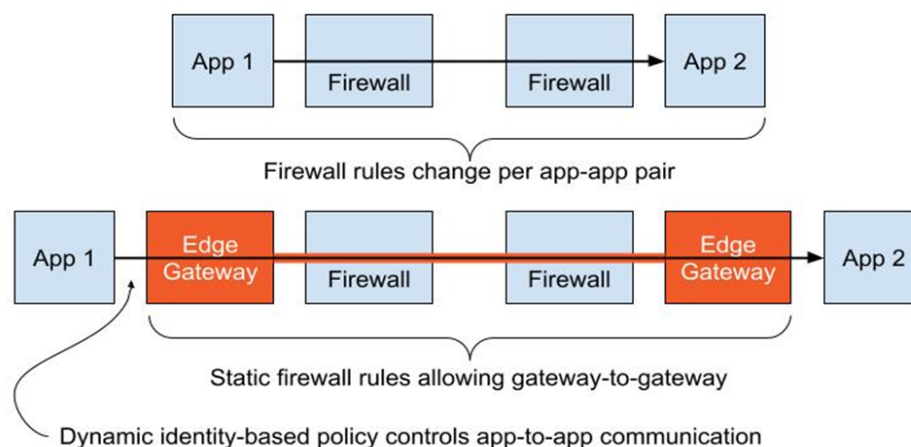 App 1
Firewall
Firewall
App 2
Firewall rules change per app-app pair
App 1
Edge
Gateway
Firewall
Firewall
Edge
Gateway
App 2
Static firewall rules allowing gateway-to-gateway
Dynamic identity-based policy controls app-to-app communication